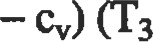 – c_v) (T_3